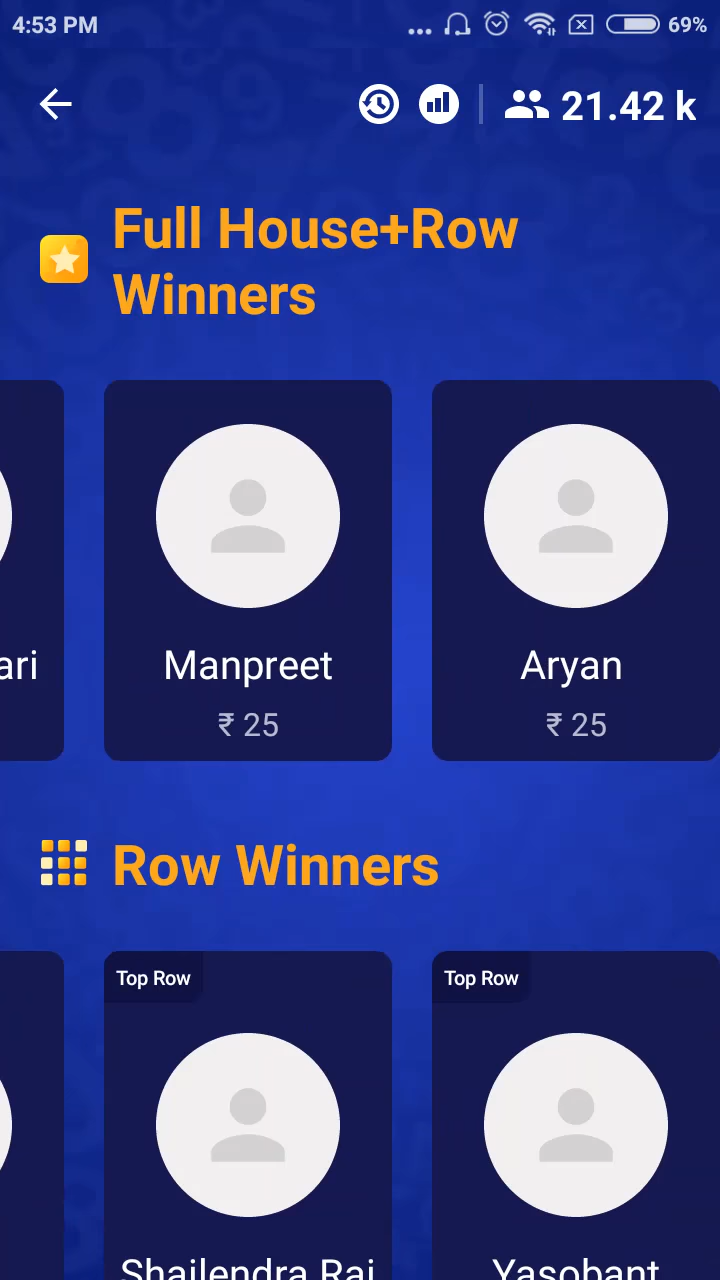 4:53 PM
69%
21.42 k
Full House+Row
Winners
ari
Manpreet
Aryan
₹ 25
₹ 25
Row Winners
Top Row
Top Row
Shailendra Raj
Yasobant